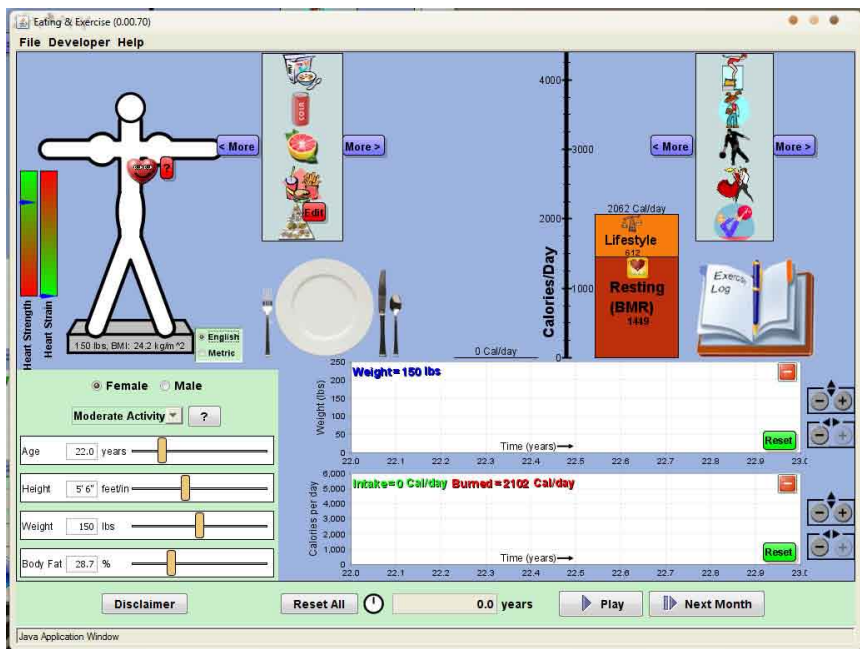 Eating & Exercise (0.00.70)
File Developer Help
< More
More >
COLA
?
Edit
4000
3000
2000
1000
0
Calories/Day
< More
More >
2062 Cal/day
Lifestyle
612
Resting
(BMR)
1449
Exercise
Log
0 Cal/day
Heart Strength
Heart Strain
150 lbs, BMI: 24.2 kg/m^2
English
Metric
Female Male
Moderate Activity ?
Age 22.0 years
Height 5' 6" feet/in
Weight 150 lbs
Body Fat 28.7 %
Weight = 150 lbs
Weight (lbs)
250
200
150
100
50
0
Time (years)
Reset
22.0 22.1 22.2 22.3 22.4 22.5 22.6 22.7 22.8 22.9 23.0
Intake = 0 Cal/day Burned = 2102 Cal/day
Calories per day
6,000
5,000
4,000
3,000
2,000
1,000
0
Time (years)
Reset
22.0 22.1 22.2 22.3 22.4 22.5 22.6 22.7 22.8 22.9
Disclaimer
Reset All 0.0 years Play Next Month
Java Application Window